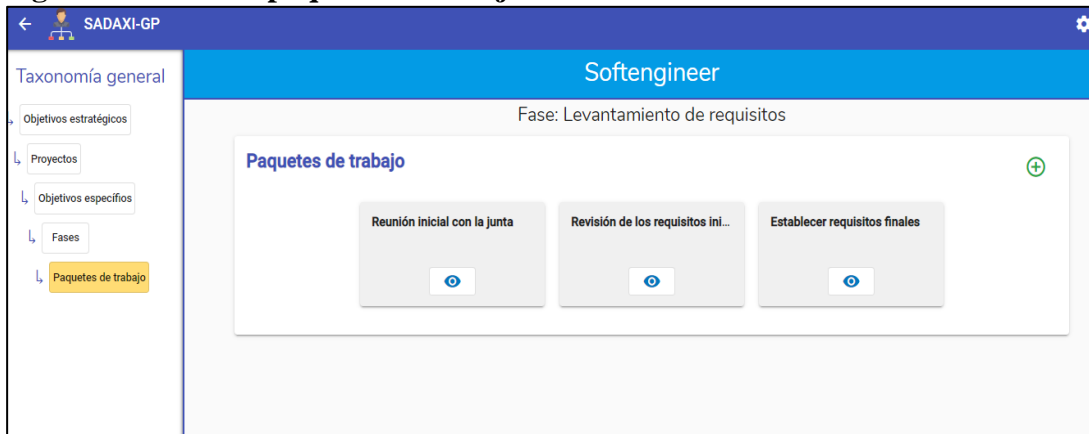 SADAXI-GP
Taxonomía general
Objetivos estratégicos
Proyectos
Objetivos específios
Fases
Paquetes de trabajo
Softengineer
Fase: Levantamiento de requisitos
Paquetes de trabajo
Reunión inicial con la junta
Revisión de los requisitos ini...
Establecer requisitos finales